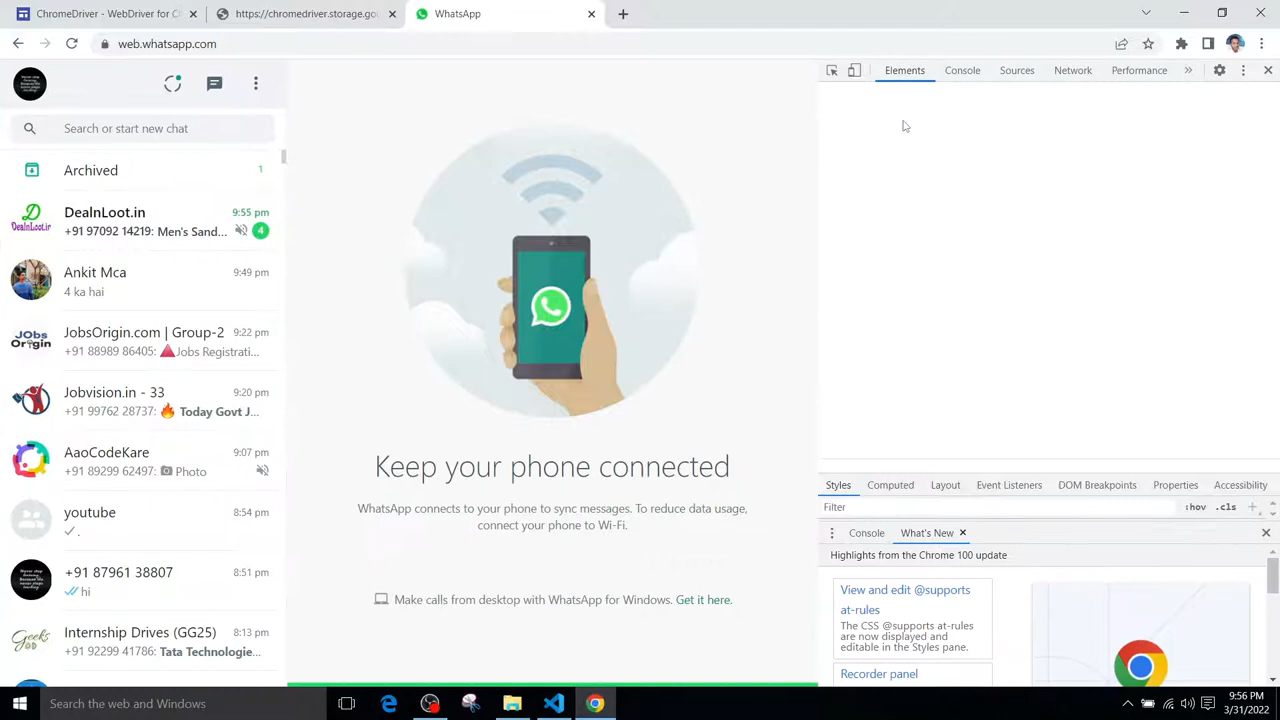 ChromeDriver - WebDriver for C
https://chromedriver.storage.go
WhatsApp
web.whatsapp.com
Elements
Console
Sources
Network
Performance
Search or start new chat
Archived
1
DealnLoot.in
DealnLoot.in
9:55 pm
+91 97092 14219: Men's Sand...
4
Ankit Mca
9:49 pm
4 ka hai
JObs
Origin
JobsOrigin.com | Group-2
9:22 pm
+91 88989 86405: 🔺Jobs Registrati...
Jobvision.in - 33
9:20 pm
+91 99762 28737: 🔥 Today Govt J...
AaoCodeKare
9:07 pm
+91 89299 62497: Photo
youtube
8:54 pm
.
+91 87961 38807
8:51 pm
hi
Geeks
Internship Drives (GG25)
8:13 pm
+91 92299 41786: Tata Technologie...
Keep your phone connected
WhatsApp connects to your phone to sync messages. To reduce data usage,
connect your phone to Wi-Fi.
Make calls from desktop with WhatsApp for Windows. Get it here.
Styles
Computed
Layout
Event Listeners
DOM Breakpoints
Properties
Accessibility
Filter
:hov
.cls
Console
What's New
Highlights from the Chrome 100 update
View and edit @supports
at-rules
The CSS @supports at-rules
are now displayed and
editable in the Styles pane.
Recorder panel
Search the web and Windows
9:56 PM
3/31/2022